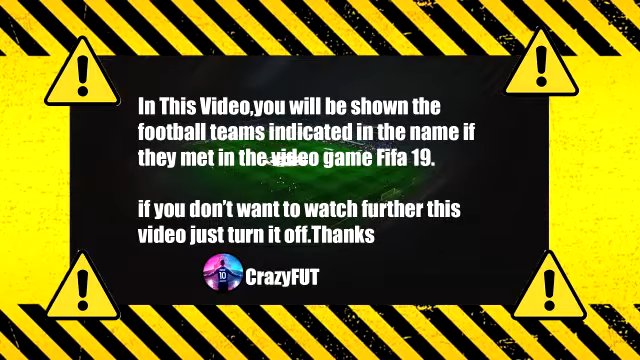 In This Video,you will be shown the
football teams indicated in the name if
they met in the video game Fifa 19.
if you don't want to watch further this
video just turn it off.Thanks
10
CrazyFUT